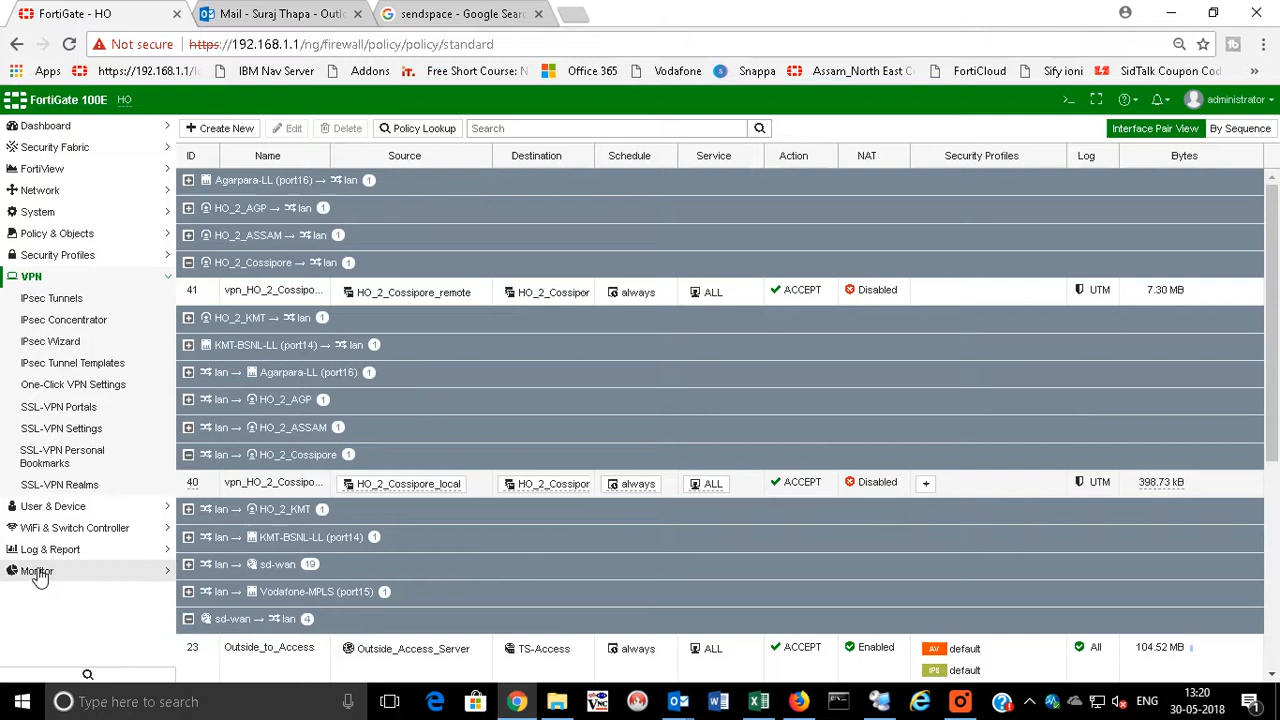 FortiGate - HO
Mail - Suraj Thapa - Outlo
sendspace - Google Sear
Not secure https://192.168.1.1/ng/firewall/policy/policy/standard
Apps https://192.168.1.1/lo IBM Nav Server Addons iT. Free Short Course: N Office 365 Vodafone Snappa Assam_North East C FortiCloud Sify ioni SidTalk Coupon Cod
FortiGate 100E HO administrator
Dashboard
Security Fabric
FortiView
Network
System
Policy & Objects
Security Profiles
VPN
IPsec Tunnels
IPsec Concentrator
IPsec Wizard
IPsec Tunnel Templates
One-Click VPN Settings
SSL-VPN Portals
SSL-VPN Settings
SSL-VPN Personal
Bookmarks
SSL-VPN Realms
User & Device
WiFi & Switch Controller
Log & Report
Monitor
Create New Edit Delete Policy Lookup Search Interface Pair View By Sequence
ID Name Source Destination Schedule Service Action NAT Security Profiles Log Bytes
Agarpara-LL (port16) → lan 1
HO_2_AGP → lan 1
HO_2_ASSAM → lan 1
HO_2_Cossipore → lan 1
41 vpn_HO_2_Cossipo... HO_2_Cossipore_remote HO_2_Cossipor always ALL ACCEPT Disabled UTM 7.30 MB
HO_2_KMT → lan 1
KMT-BSNL-LL (port14) → lan 1
lan → Agarpara-LL (port16) 1
lan → HO_2_AGP 1
lan → HO_2_ASSAM 1
lan → HO_2_Cossipore 1
40 vpn_HO_2_Cossipo... HO_2_Cossipore_local HO_2_Cossipor always ALL ACCEPT Disabled + UTM 398.73 kB
lan → HO_2_KMT 1
lan → KMT-BSNL-LL (port14) 1
lan → sd-wan 19
lan → Vodafone-MPLS (port15) 1
sd-wan → lan 4
23 Outside_to_Access Outside_Access_Server TS-Access always ALL ACCEPT Enabled AV default All 104.52 MB
IPS default
Type here to search
ENG
13:20
30-05-2018
1